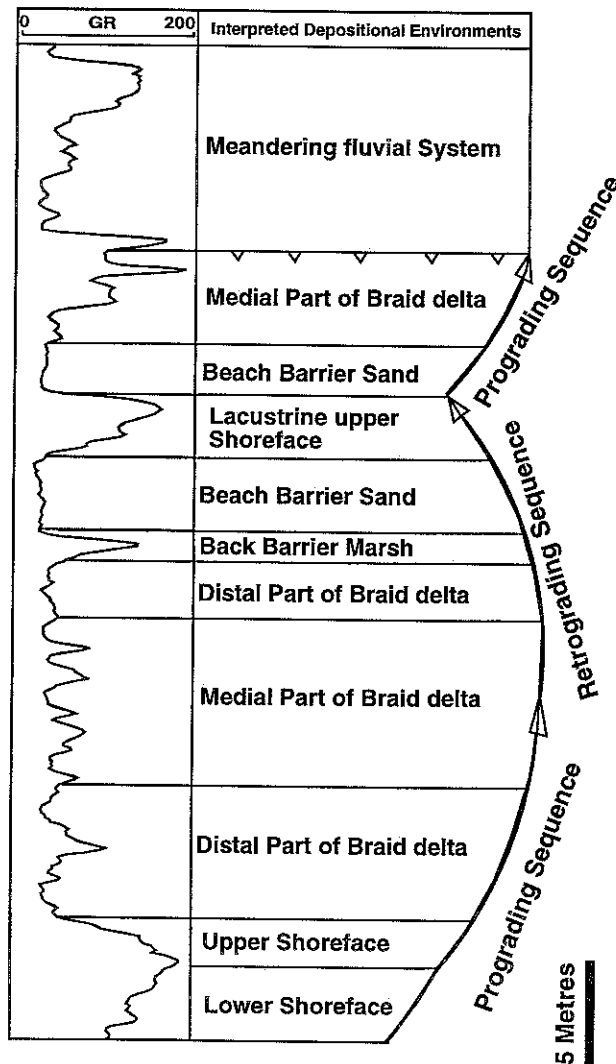 0 GR 200 Interpreted Depositional Environments
Meandering fluvial System
Medial Part of Braid delta
Beach Barrier Sand
Lacustrine upper
Shoreface
Beach Barrier Sand
Back Barrier Marsh
Distal Part of Braid delta
Medial Part of Braid delta
Distal Part of Braid delta
Upper Shoreface
Lower Shoreface
Prograding Sequence
Retrograding Sequence
Prograding Sequence
5 Metres